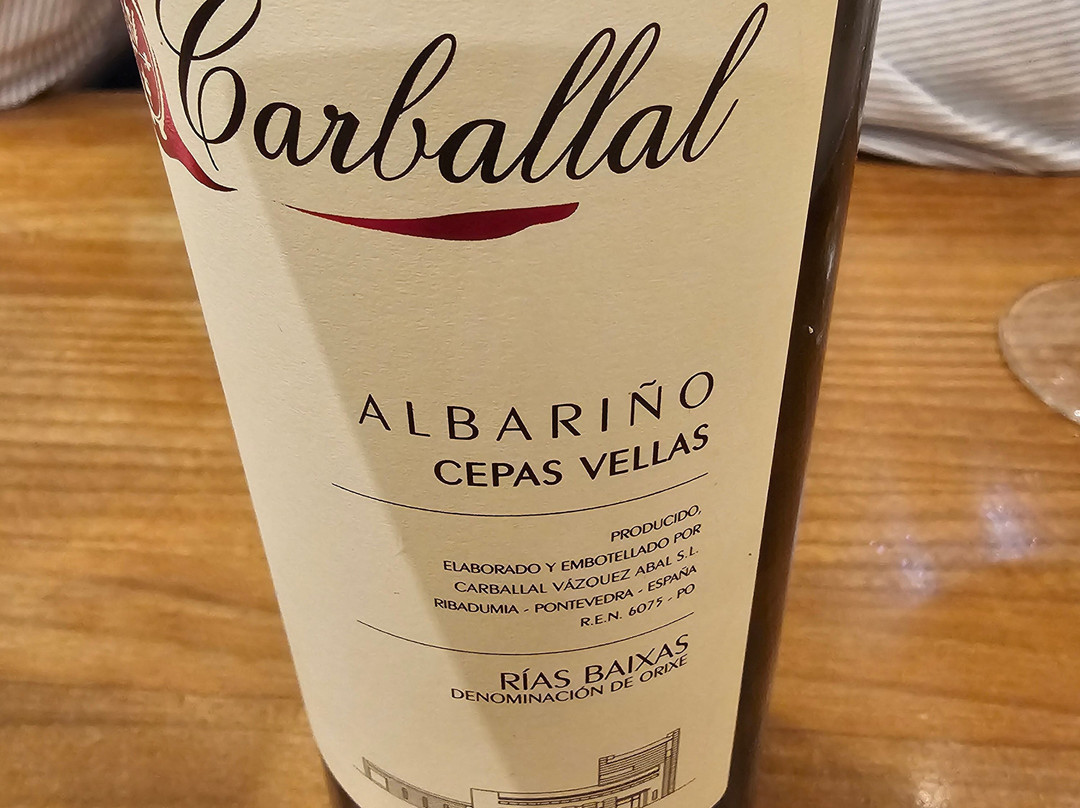 Carballal
ALBARIÑO
CEPAS VELLAS
PRODUCIDO,
ELABORADO Y EMBOTELLADO POR
CARBALLAL VÁZQUEZ ABAL S.L.
RIBADUMIA - PONTEVEDRA - ESPAÑA
R.E.N. 6075 - PO
RÍAS BAIXAS
DENOMINACIÓN DE ORIXE